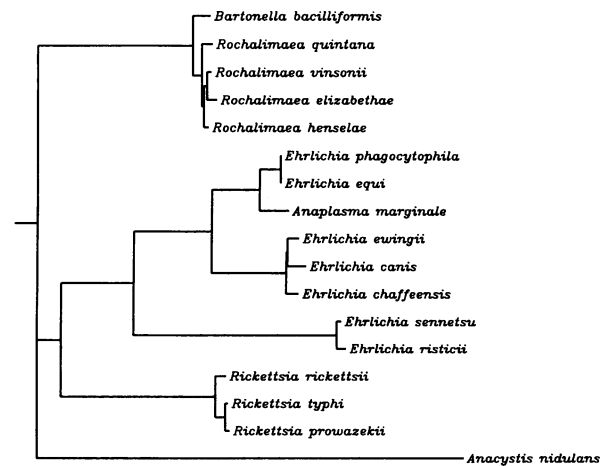 Bartonella bacilliformis
Rochalimaea quintana
Rochalimaea vinsonii
Rochalimaea elizabethae
Rochalimaea henselae
Ehrlichia phagocytophila
Ehrlichia equi
Anaplasma marginale
Ehrlichia ewingii
Ehrlichia canis
Ehrlichia chaffeensis
Ehrlichia sennetsu
Ehrlichia risticii
Rickettsia rickettsii
Rickettsia typhi
Rickettsia prowazekii
Anacystis nidulans